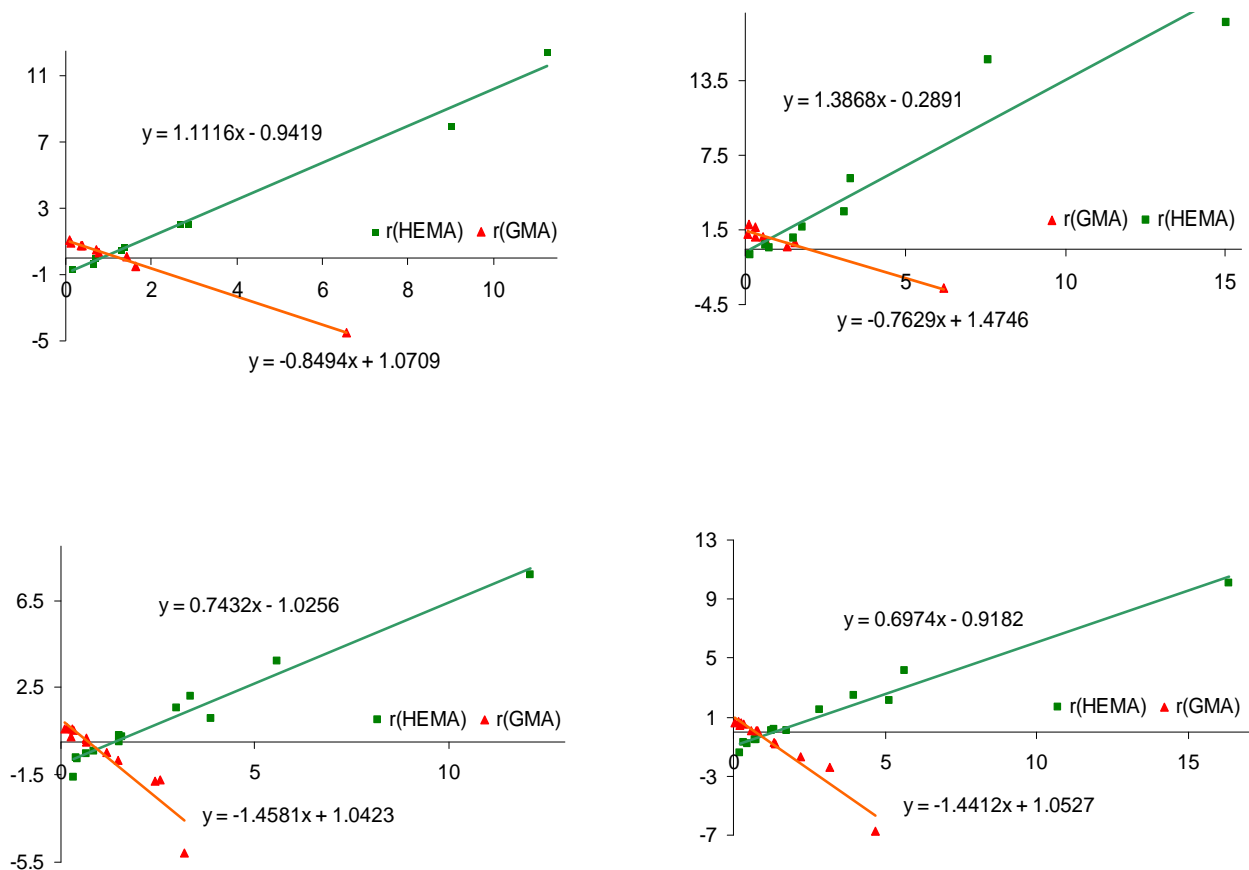 11
7
3
-1
-5
y = 1.1116x - 0.9419
r(HEMA) r(GMA)
0 2 4 6 8 10
y = -0.8494x + 1.0709
13.5
7.5
1.5
-4.5
y = 1.3868x - 0.2891
r(GMA) r(HEMA)
0 5 10 15
y = -0.7629x + 1.4746
6.5
2.5
-1.5
-5.5
y = 0.7432x - 1.0256
r(HEMA) r(GMA)
0 5 10
y = -1.4581x + 1.0423
13
9
5
1
-3
-7
y = 0.6974x - 0.9182
r(HEMA) r(GMA)
0 5 10 15
y = -1.4412x + 1.0527